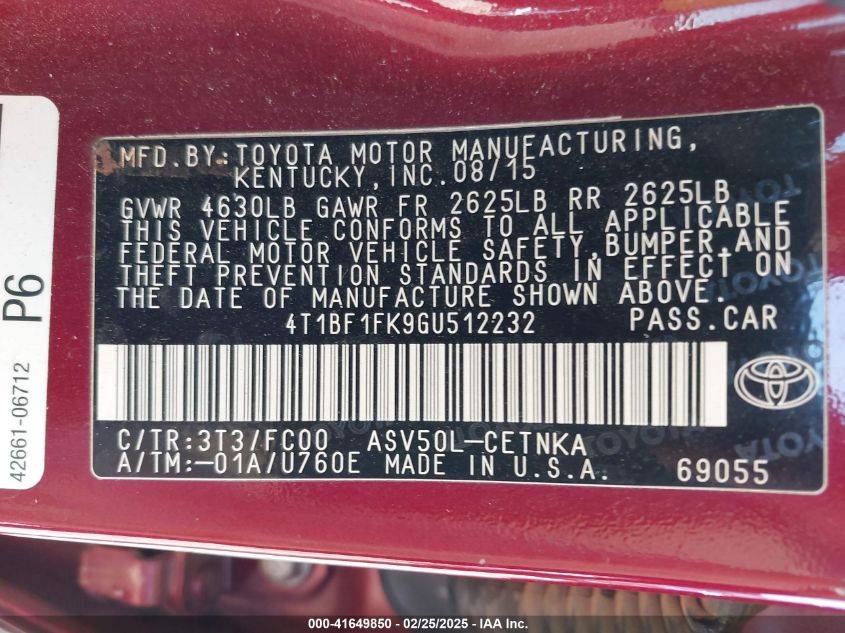 MFD.BY:TOYOTA MOTOR MANUFACTURING,
KENTUCKY,INC.08/15
GVWR 4630LB GAWR FR 2625LB RR 2625LB
THIS VEHICLE CONFORMS TO ALL APPLICABLE
FEDERAL MOTOR VEHICLE SAFETY,BUMPER,AND
THEFT PREVENTION STANDARDS IN EFFECT ON
THE DATE OF MANUFACTURE SHOWN ABOVE.
4T1BF1FK9GU512232 PASS.CAR
C/TR:3T3/FC00 ASV50L-CETNKA
A/TM:-01A/U760E MADE IN U.S.A. 69055
P6
42661-06712
TOYOTA
TOYOTA
000-41649850 - 02/25/2025 - IAA, Inc.